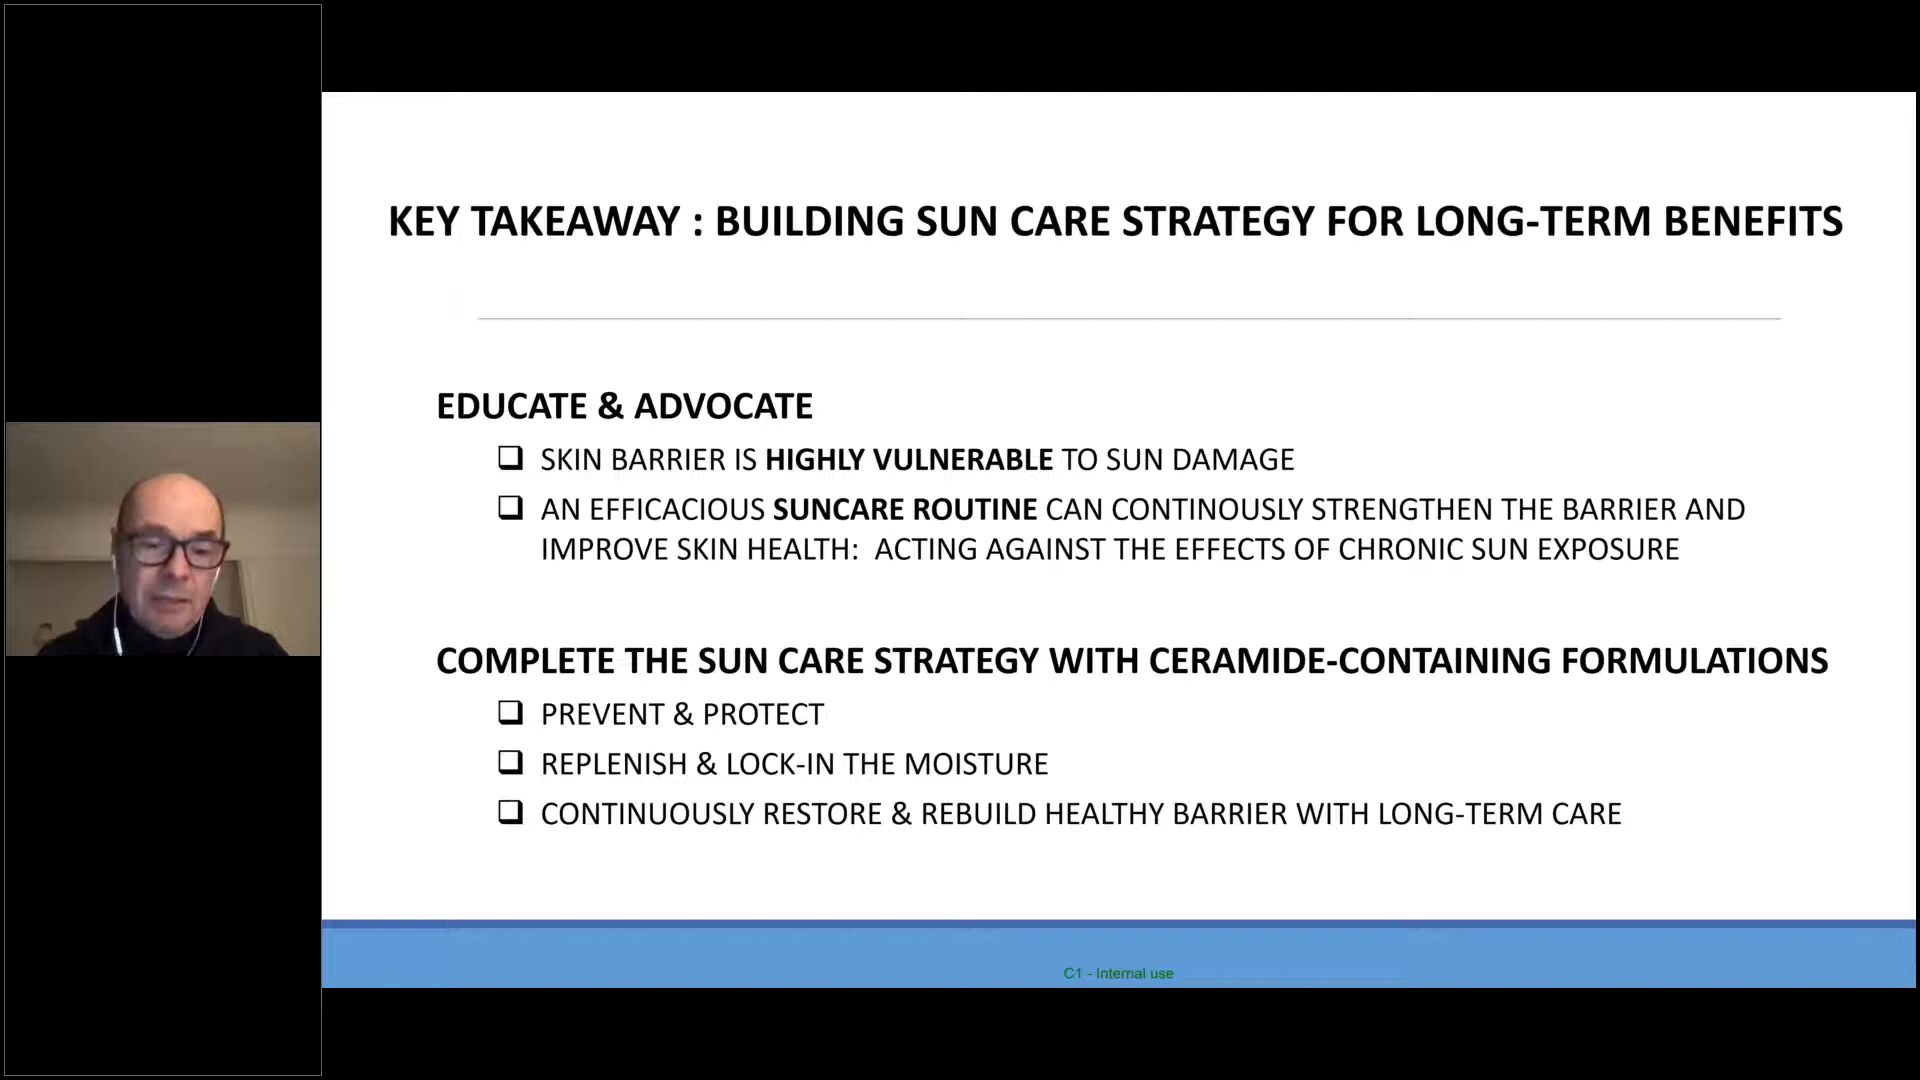 KEY TAKEAWAY : BUILDING SUN CARE STRATEGY FOR LONG-TERM BENEFITS
EDUCATE & ADVOCATE
SKIN BARRIER IS HIGHLY VULNERABLE TO SUN DAMAGE
AN EFFICACIOUS SUNCARE ROUTINE CAN CONTINOUSLY STRENGTHEN THE BARRIER AND
IMPROVE SKIN HEALTH: ACTING AGAINST THE EFFECTS OF CHRONIC SUN EXPOSURE
COMPLETE THE SUN CARE STRATEGY WITH CERAMIDE-CONTAINING FORMULATIONS
PREVENT & PROTECT
REPLENISH & LOCK-IN THE MOISTURE
CONTINUOUSLY RESTORE & REBUILD HEALTHY BARRIER WITH LONG-TERM CARE
C1 - Internal use